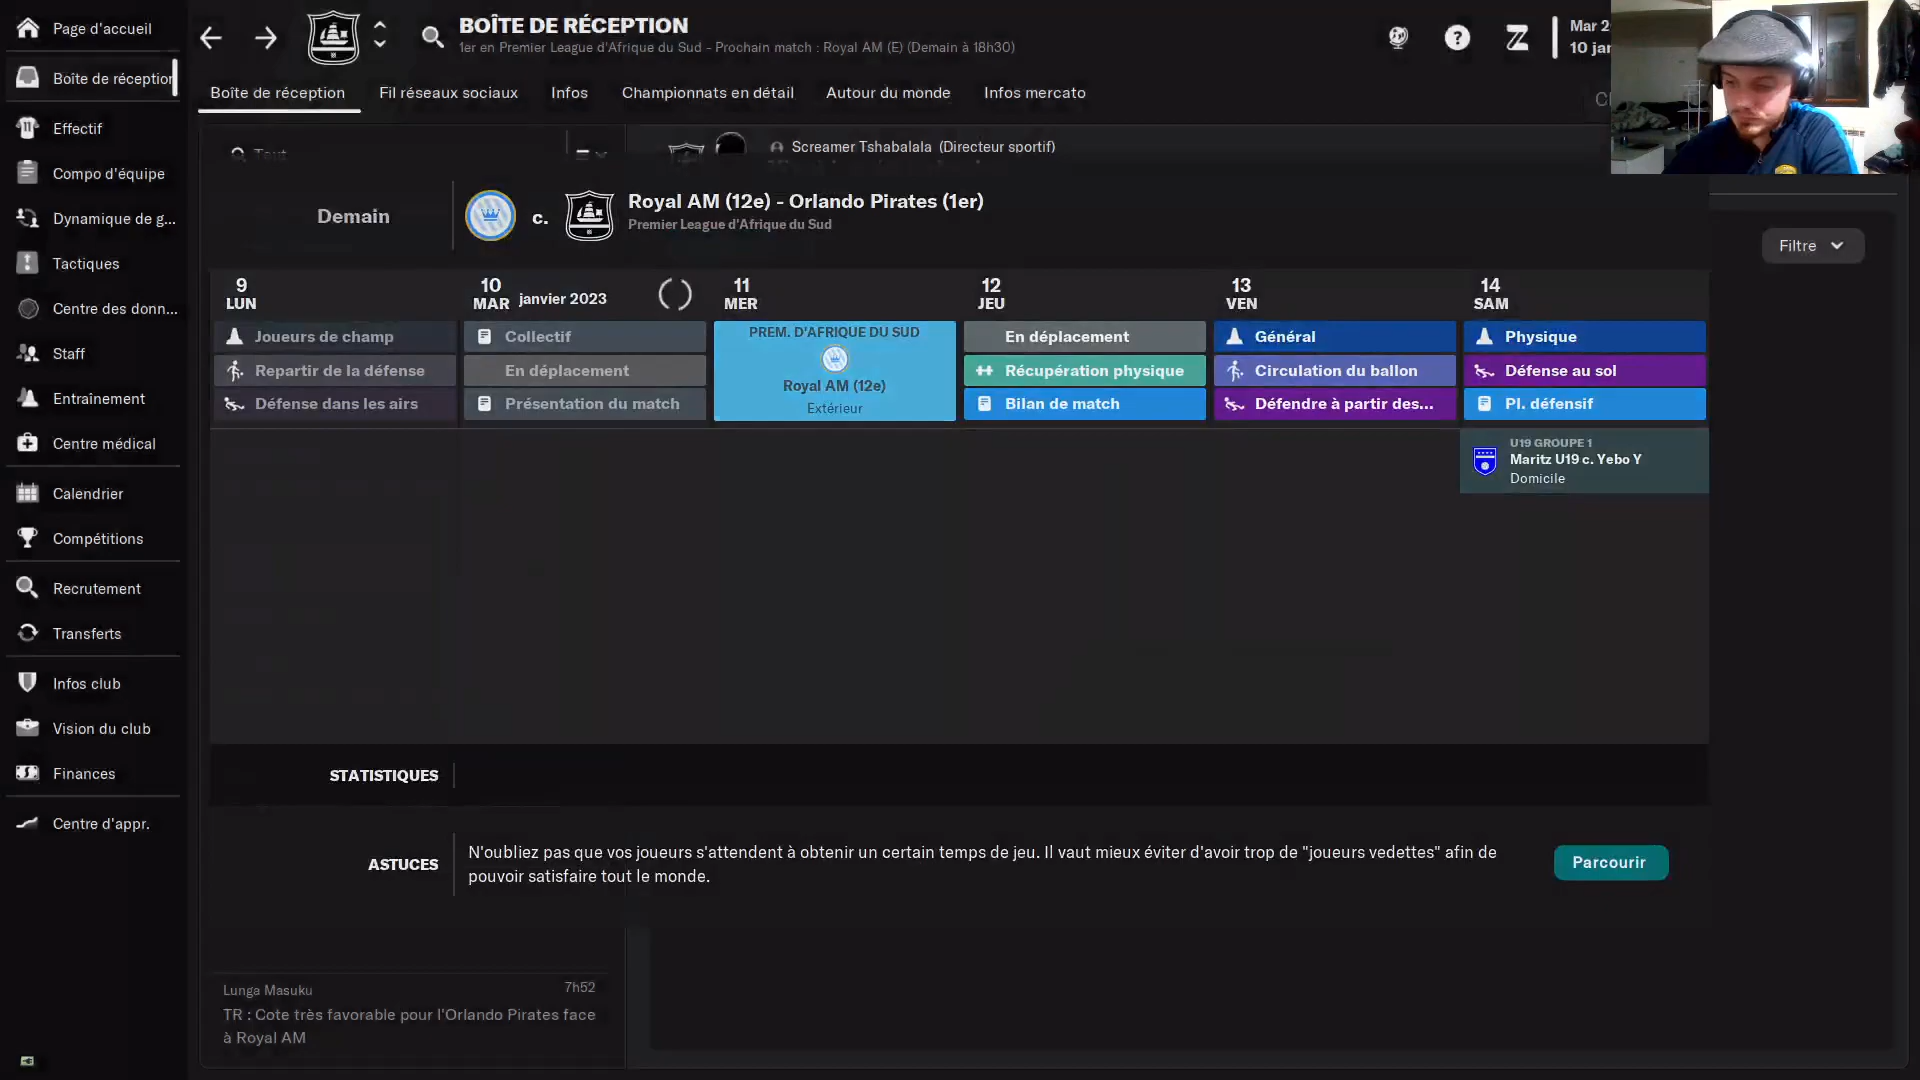 Page d'accueil
Boîte de réception
Effectif
Compo d'équipe
Dynamique de g...
Tactiques
Centre des donn...
Staff
Entraînement
Centre médical
Calendrier
Compétitions
Recrutement
Transferts
Infos club
Vision du club
Finances
Centre d'appr.
BOÎTE DE RÉCEPTION
1er en Premier League d'Afrique du Sud - Prochain match : Royal AM (E) (Demain à 18h30)
Mar
10 jan
Boîte de réception Fil réseaux sociaux Infos Championnats en détail Autour du monde Infos mercato
Tout
Screamer Tshabalala (Directeur sportif)
Demain
c.
Royal AM (12e) - Orlando Pirates (1er)
Premier League d'Afrique du Sud
Filtre
9 LUN
Joueurs de champ
Repartir de la défense
Défense dans les airs
10 MAR janvier 2023
Collectif
En déplacement
Présentation du match
11 MER
PREM. D'AFRIQUE DU SUD
Royal AM (12e)
Extérieur
12 JEU
En déplacement
Récupération physique
Bilan de match
13 VEN
Général
Circulation du ballon
Défendre à partir des...
14 SAM
Physique
Défense au sol
Pl. défensif
U19 GROUPE 1
Maritz U19 c. Yebo Y
Domicile
STATISTIQUES
ASTUCES
N'oubliez pas que vos joueurs s'attendent à obtenir un certain temps de jeu. Il vaut mieux éviter d'avoir trop de "joueurs vedettes" afin de
pouvoir satisfaire tout le monde.
Parcourir
Lunga Masuku 7h52
TR : Cote très favorable pour l'Orlando Pirates face
à Royal AM